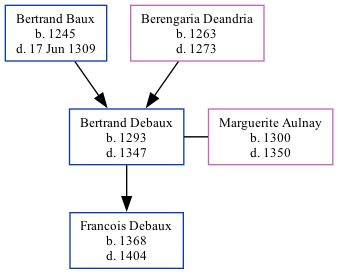 Bertrand Baux
b. 1245
d. 17 Jun 1309
Berengaria Deandria
b. 1263
d. 1273
Bertrand Debaux
b. 1293
d. 1347
Marguerite Aulnay
b. 1300
d. 1350
Francois Debaux
b. 1368
d. 1404